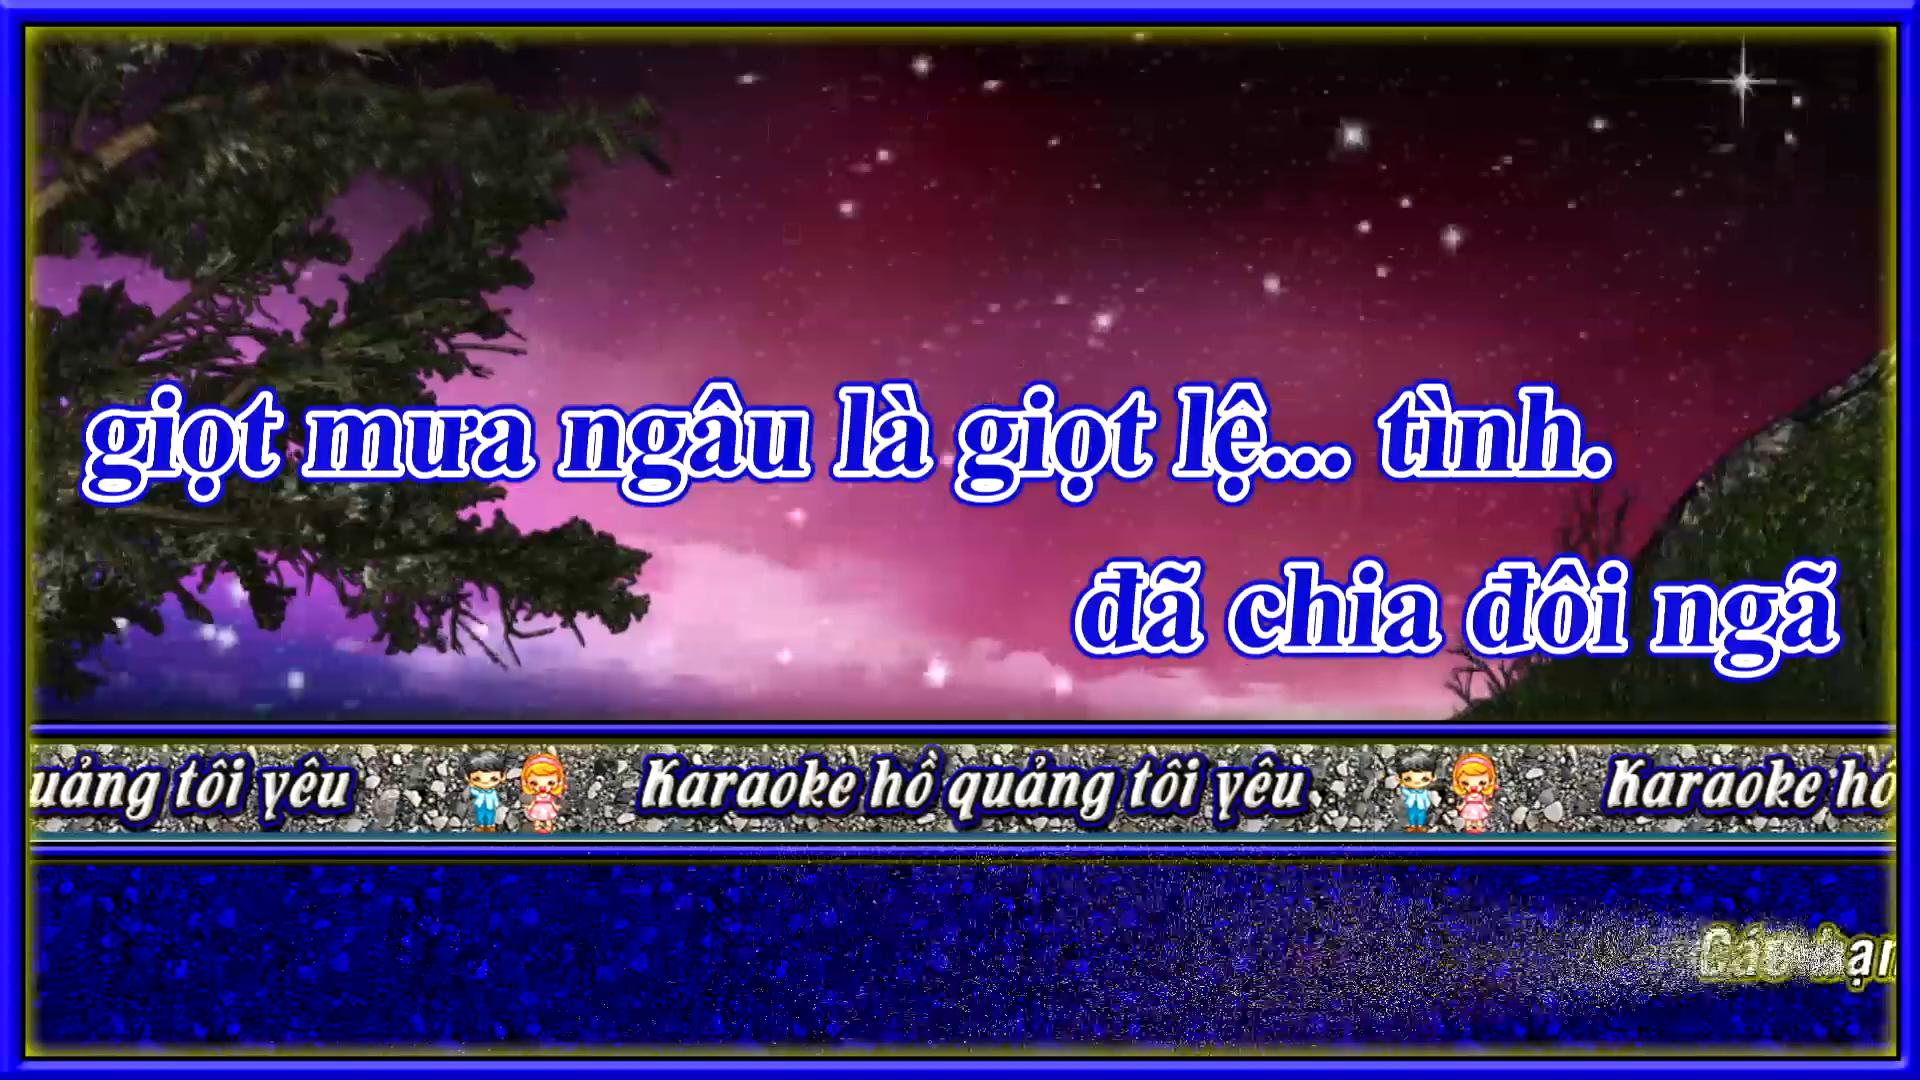 giọt mưa ngâu là giọt lệ... tình.
đã chia đôi ngã
uảng tôi yêu Karaoke hồ quảng tôi yêu Karaoke hồ